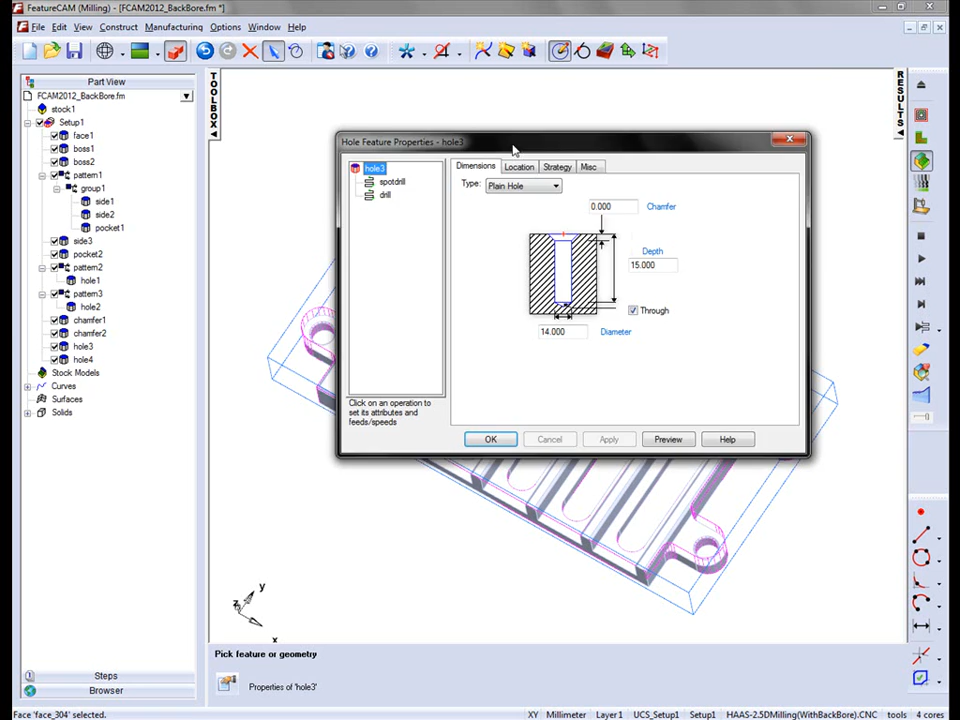 FeatureCAM (Milling) - [FCAM2012_BackBore.fm *]
File Edit View Construct Manufacturing Options Window Help
Part View
FCAM2012_BackBore.fm
stock1
Setup1
face1
boss1
boss2
pattern1
group1
side1
side2
pocket1
side3
pocket2
pattern2
hole1
pattern3
hole2
chamfer1
chamfer2
hole3
hole4
Stock Models
Curves
Surfaces
Solids
Steps
Browser
TOOLBOX
RESULTS
Hole Feature Properties - hole3
hole3
spotdrill
drill
Click on an operation to
set its attributes and
feeds/speeds
Dimensions Location Strategy Misc
Type: Plain Hole
0.000 Chamfer
Depth
15.000
Through
14.000 Diameter
OK Cancel Apply Preview Help
y
z
x
Pick feature or geometry
Properties of 'hole3'
Face 'face_304' selected. XY Millimeter Layer1 UCS_Setup1 Setup1 HAAS-2.5DMilling(WithBackBore).CNC tools 4 cores